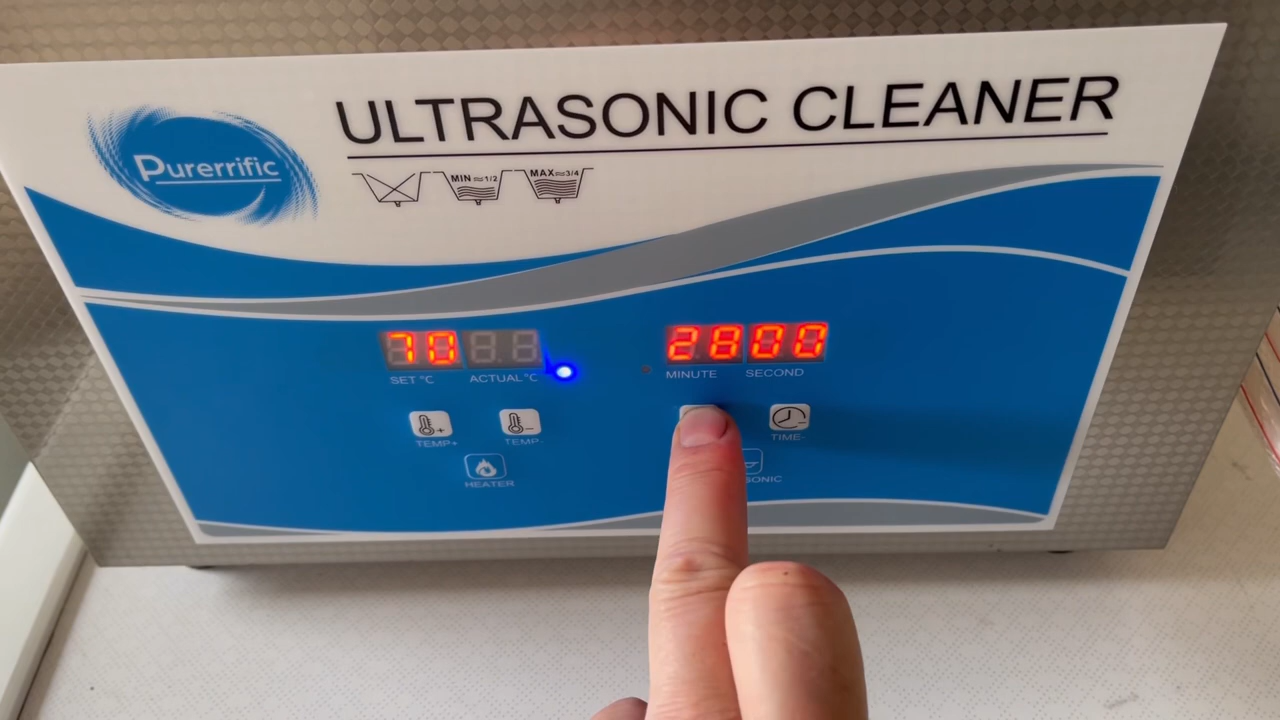 ULTRASONIC CLEANER
Purerrific
MIN ≈1/2 MAX≈3/4
70 2800
SET °C ACTUAL °C MINUTE SECOND
TEMP+ TEMP- TIME-
HEATER SONIC